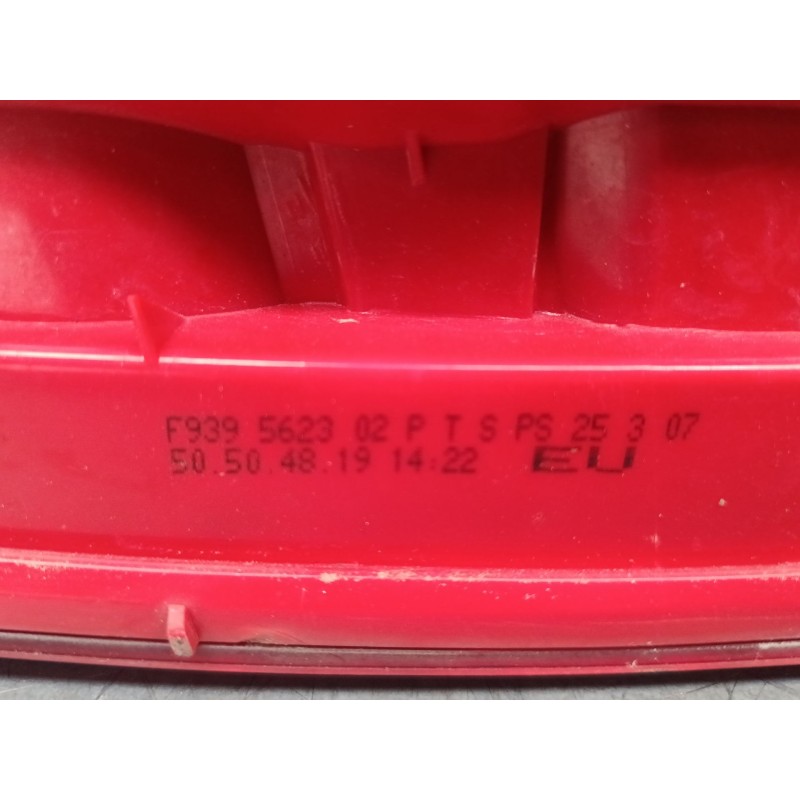 F939 5623 02 P T S PS 25 3 07
50.50.48.19 14:22 EU